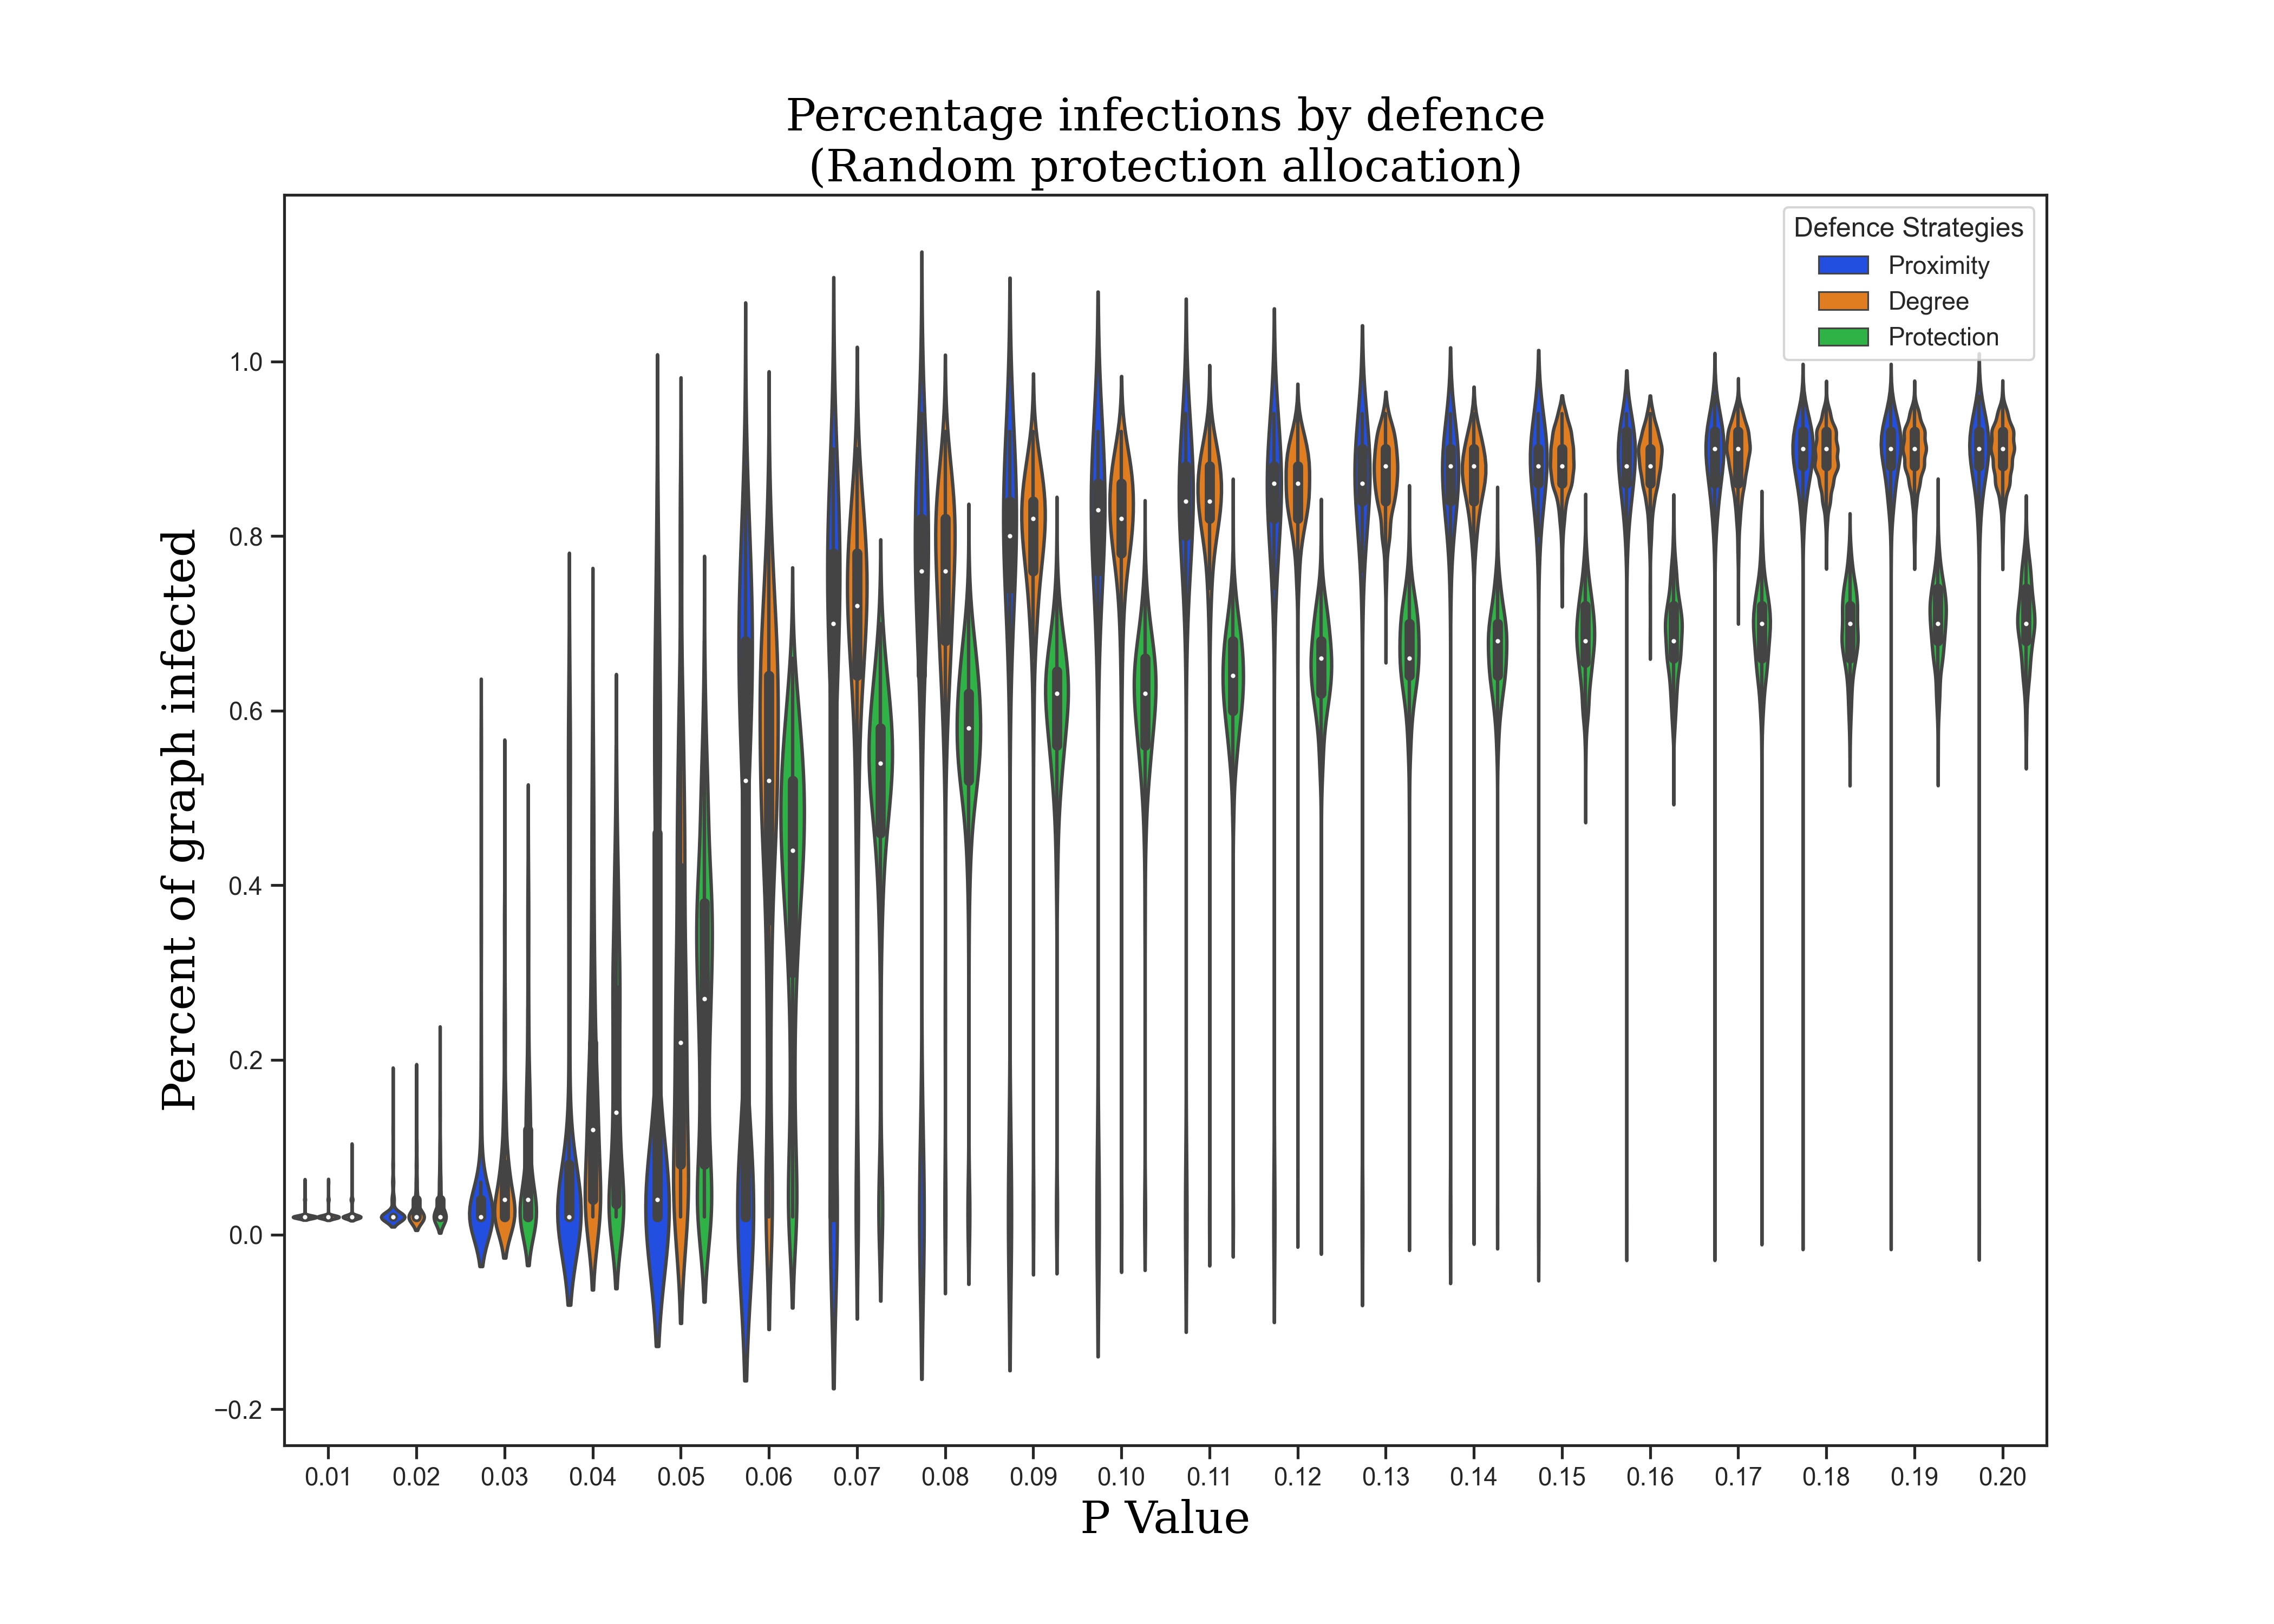 Percentage infections by defence
(Random protection allocation)
Defence Strategies
Proximity
Degree
Protection
Percent of graph infected
1.0
0.8
0.6
0.4
0.2
0.0
−0.2
0.01 0.02 0.03 0.04 0.05 0.06 0.07 0.08 0.09 0.10 0.11 0.12 0.13 0.14 0.15 0.16 0.17 0.18 0.19 0.20
P Value